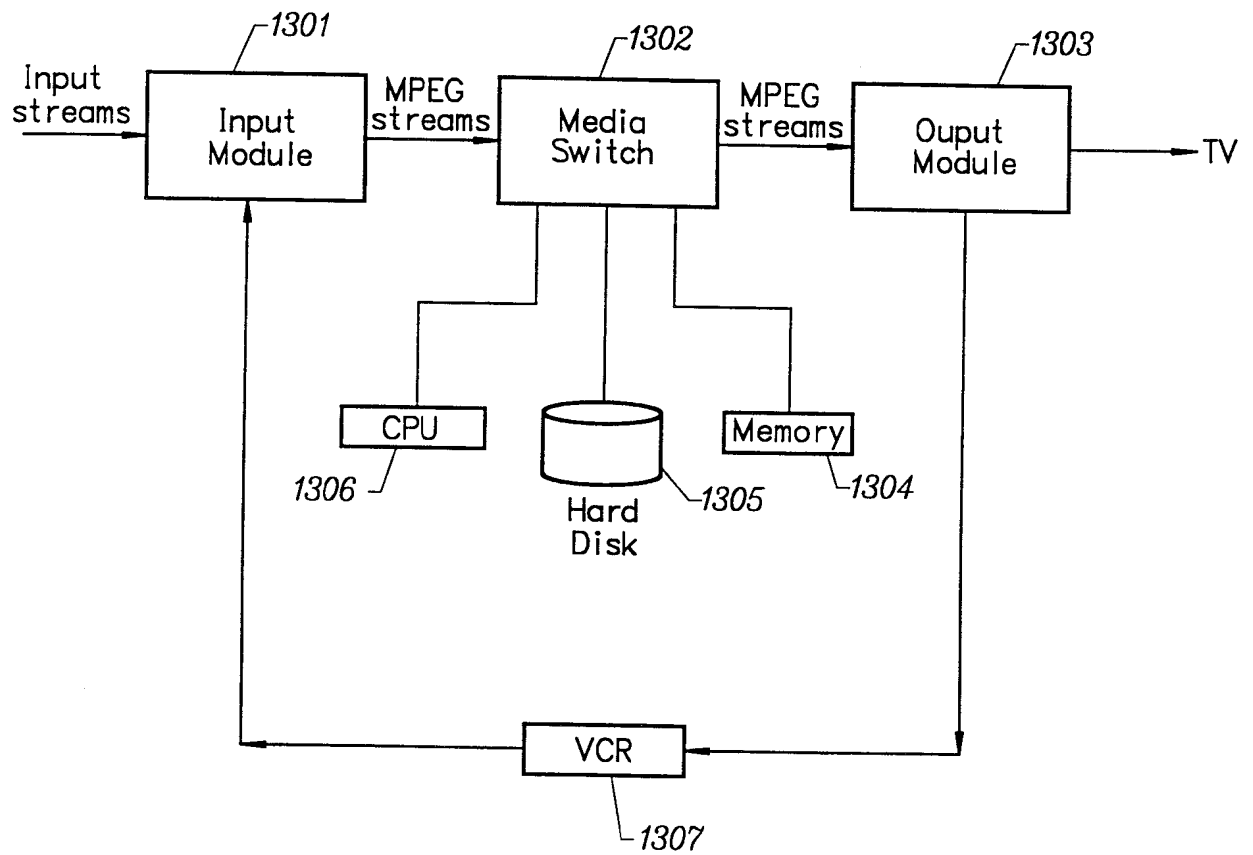 1301
1302
1303
Input
streams
Input
Module
MPEG
streams
Media
Switch
MPEG
streams
Ouput
Module
TV
CPU
1306
Hard
Disk
1305
Memory
1304
VCR
1307